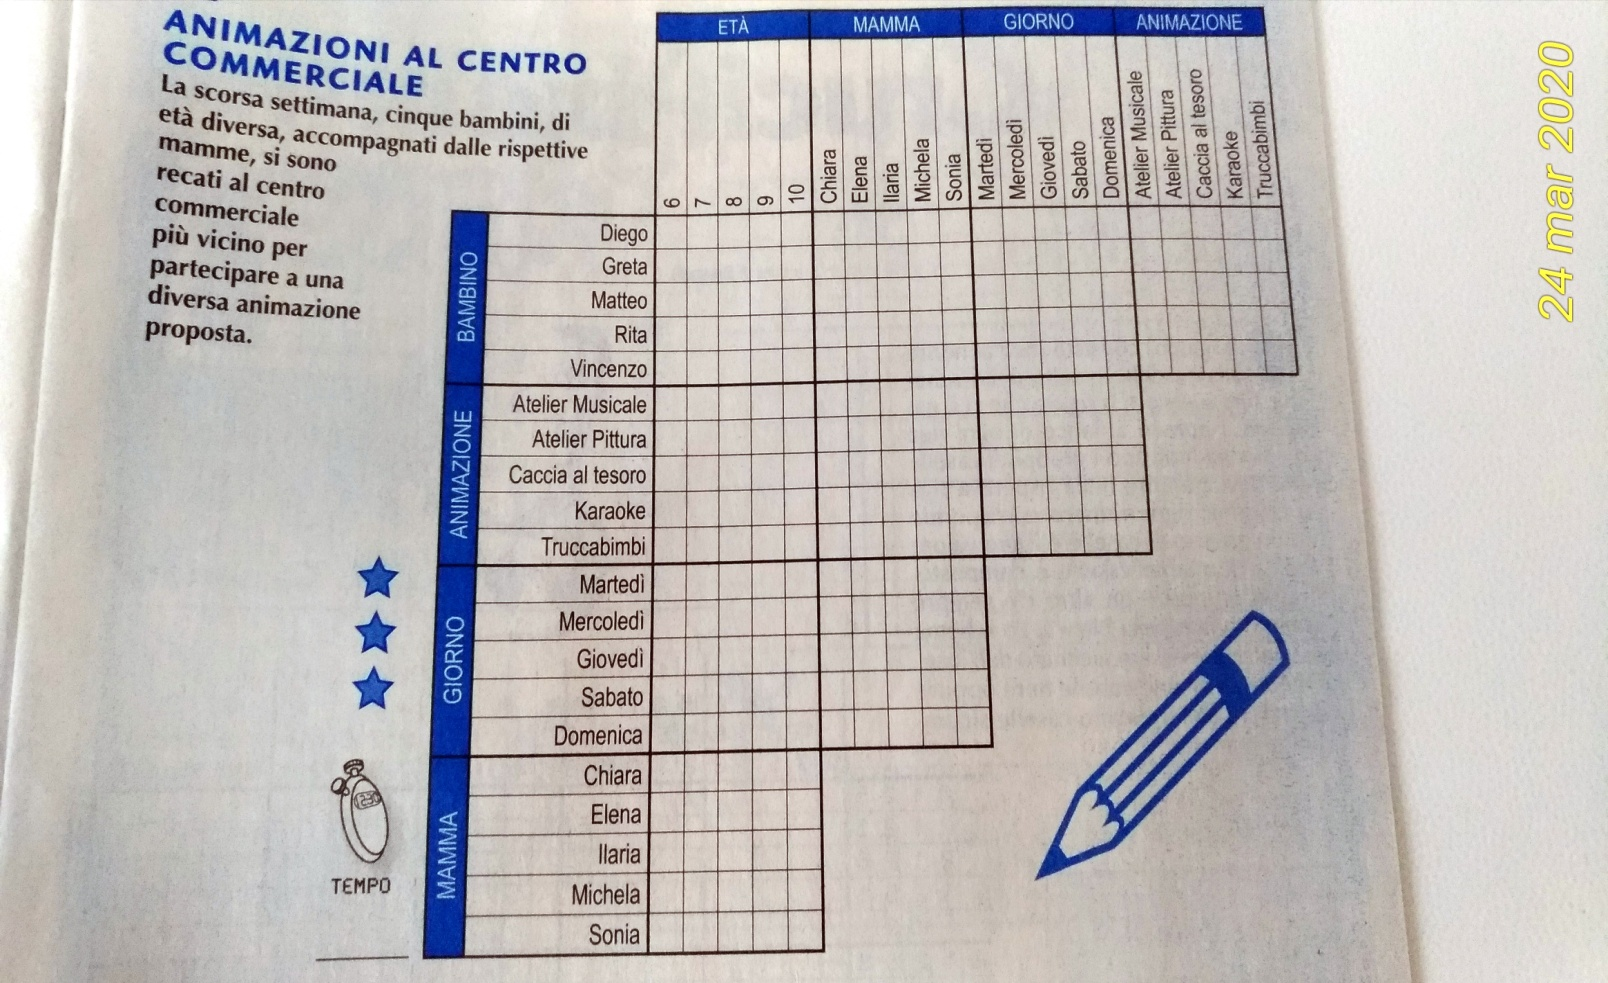 ANIMAZIONI AL CENTRO
COMMERCIALE
La scorsa settimana, cinque bambini, di
età diversa, accompagnati dalle rispettive
mamme, si sono
recati al centro
commerciale
più vicino per
partecipare a una
diversa animazione
proposta.
ETÀ MAMMA GIORNO ANIMAZIONE
6 7 8 9 10 Chiara Elena Ilaria Michela Sonia Martedì Mercoledì Giovedì Sabato Domenica Atelier Musicale Atelier Pittura Caccia al tesoro Karaoke Truccabimbi
BAMBINO
Diego
Greta
Matteo
Rita
Vincenzo
ANIMAZIONE
Atelier Musicale
Atelier Pittura
Caccia al tesoro
Karaoke
Truccabimbi
GIORNO
Martedì
Mercoledì
Giovedì
Sabato
Domenica
MAMMA
Chiara
Elena
Ilaria
Michela
Sonia
TEMPO
24 mar 2020